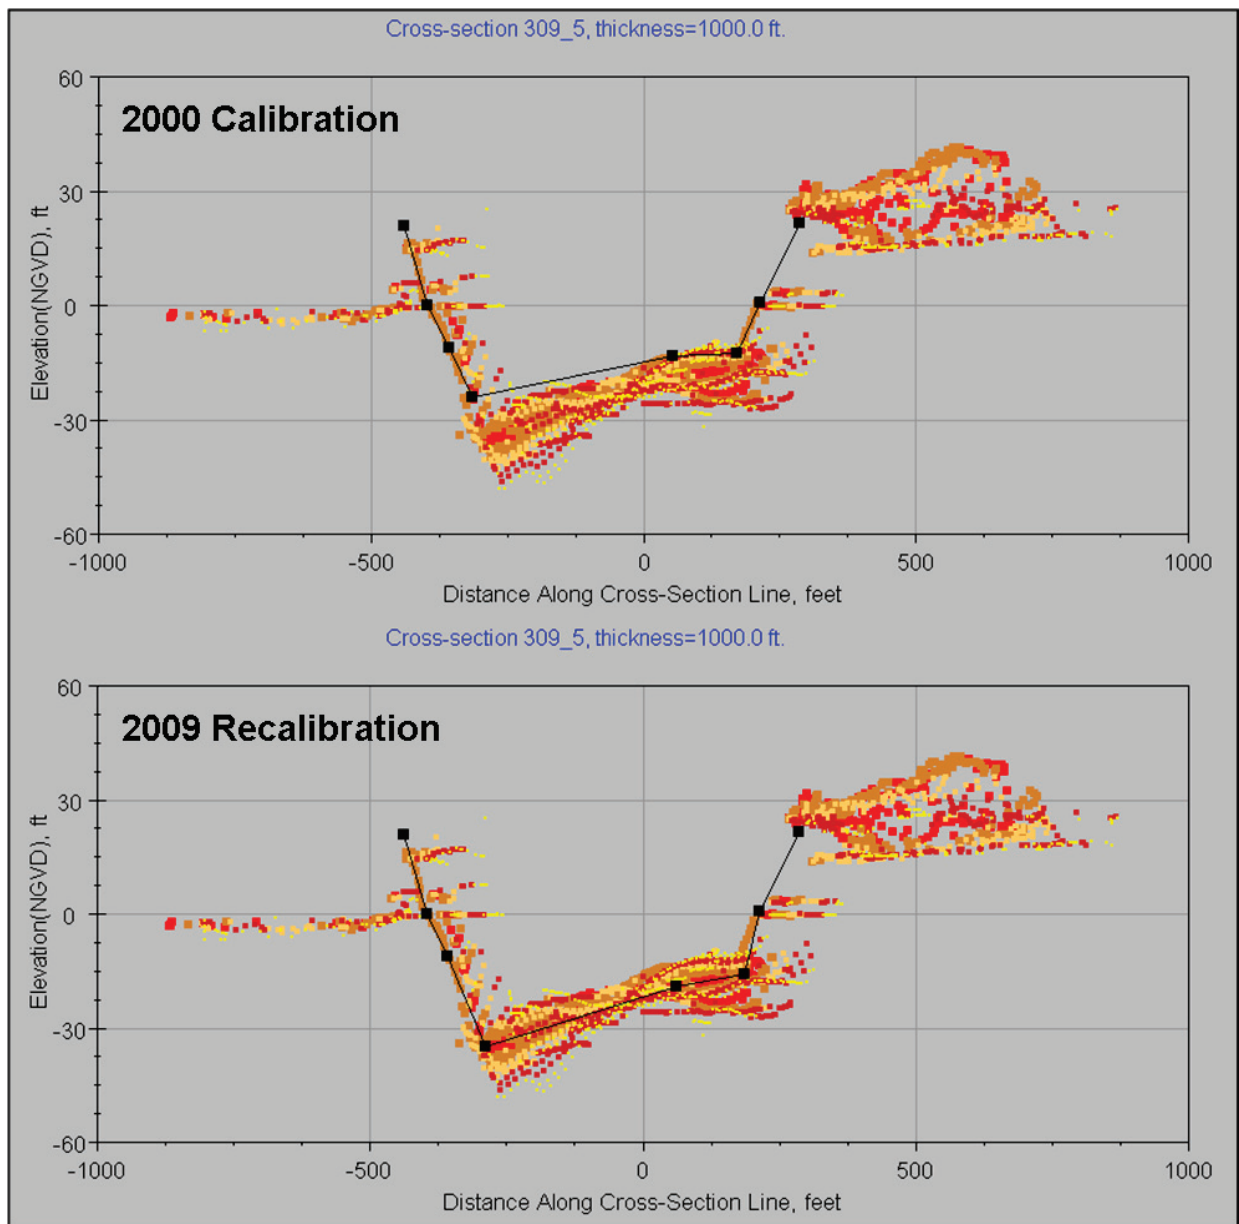 Cross-section 309_5, thickness=1000.0 ft.
2000 Calibration
60
30
0
-30
-60
Elevation(NGVD), ft
-1000 -500 0 500 1000
Distance Along Cross-Section Line, feet
Cross-section 309_5, thickness=1000.0 ft.
2009 Recalibration
60
30
0
-30
-60
Elevation(NGVD), ft
-1000 -500 0 500 1000
Distance Along Cross-Section Line, feet